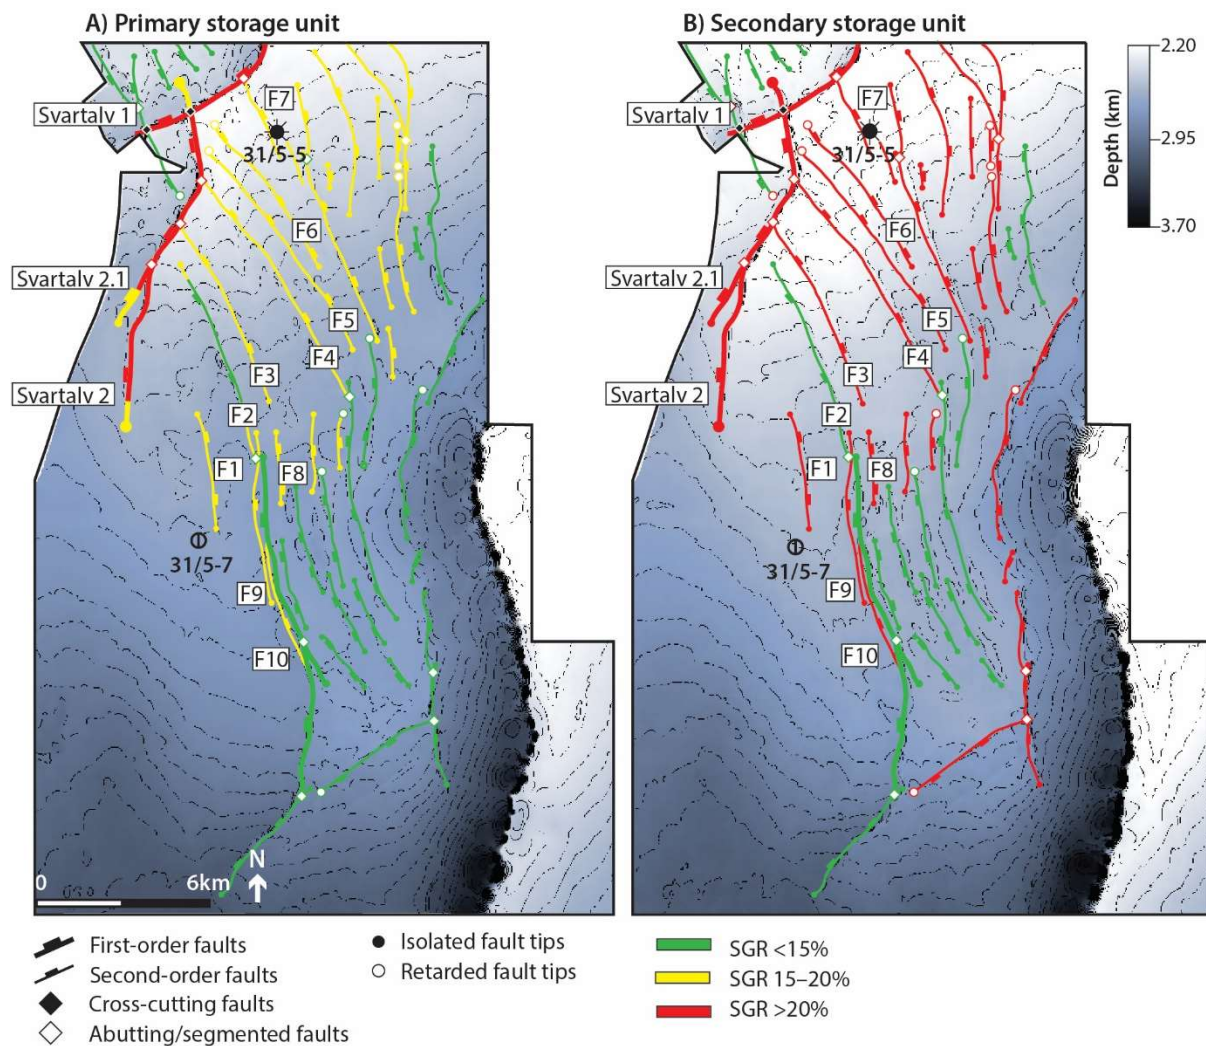 A) Primary storage unit
B) Secondary storage unit
Svartalv 1
F7
31/5-5
F6
Svartalv 2.1
F5
F4
F3
Svartalv 2
F2
F1
F8
31/5-7
F9
F10
N
0
6km
Svartalv 1
F7
31/5-5
F6
Svartalv 2.1
F5
F4
F3
Svartalv 2
F2
F1
F8
31/5-7
F9
F10
2.20
2.95
3.70
Depth (km)
First-order faults
Second-order faults
Cross-cutting faults
Abutting/segmented faults
Isolated fault tips
Retarded fault tips
SGR <15%
SGR 15–20%
SGR >20%